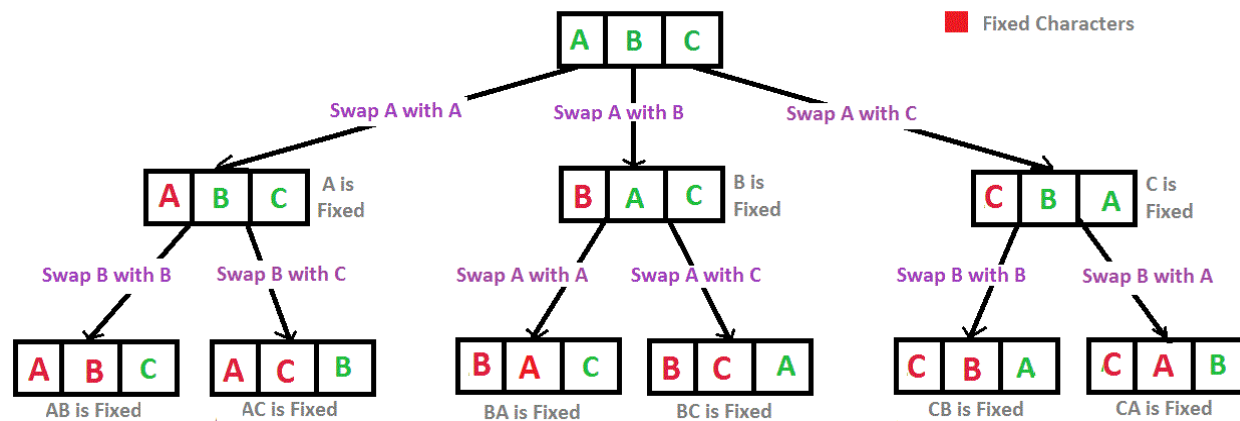 A B C
Fixed Characters
Swap A with A
Swap A with B
Swap A with C
A B C
A is
Fixed
B A C
B is
Fixed
C B A
C is
Fixed
Swap B with B
Swap B with C
Swap A with A
Swap A with C
Swap B with B
Swap B with A
A B C
A C B
B A C
B C A
C B A
C A B
AB is Fixed
AC is Fixed
BA is Fixed
BC is Fixed
CB is Fixed
CA is Fixed